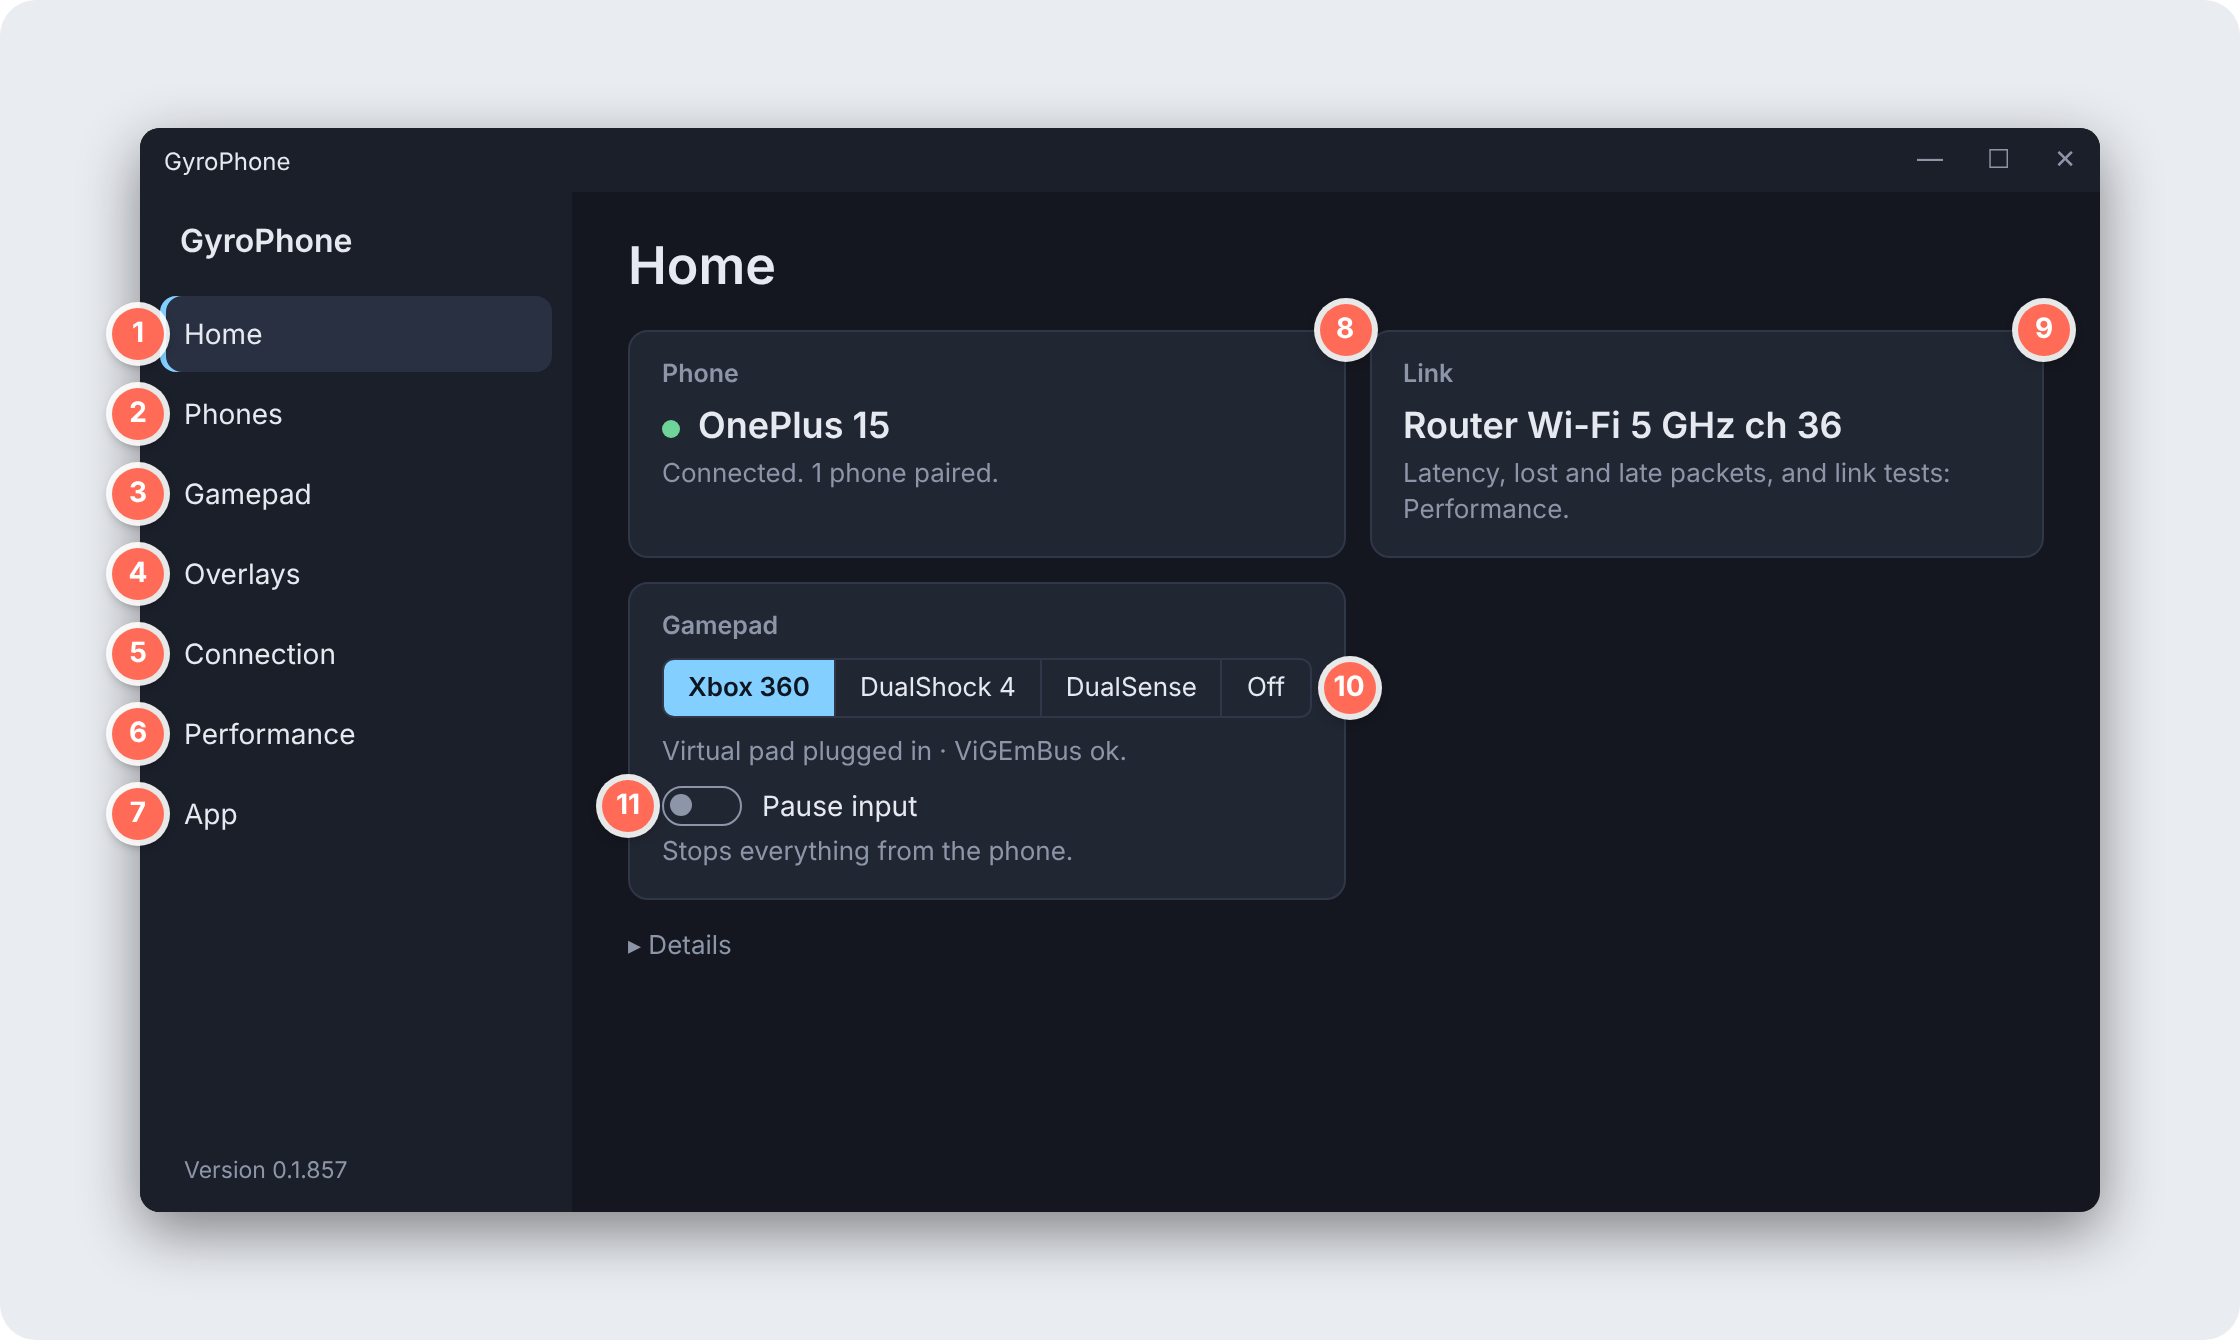 GyroPhone
GyroPhone
1 Home
2 Phones
3 Gamepad
4 Overlays
5 Connection
6 Performance
7 App
Version 0.1.857
Home
8
9
Phone
OnePlus 15
Connected. 1 phone paired.
Link
Router Wi-Fi 5 GHz ch 36
Latency, lost and late packets, and link tests:
Performance.
Gamepad
Xbox 360 DualShock 4 DualSense Off 10
Virtual pad plugged in · ViGEmBus ok.
11 Pause input
Stops everything from the phone.
▸ Details